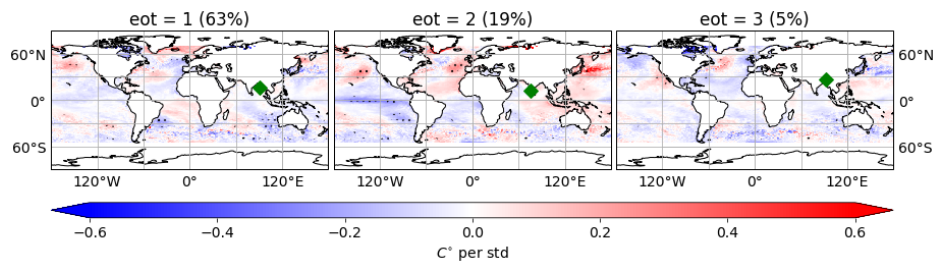 eot = 1 (63%) eot = 2 (19%) eot = 3 (5%)
60°N 60°N
0° 0°
60°S 60°S
120°W 0° 120°E 120°W 0° 120°E 120°W 0° 120°E
−0.6 −0.4 −0.2 0.0 0.2 0.4 0.6
C° per std